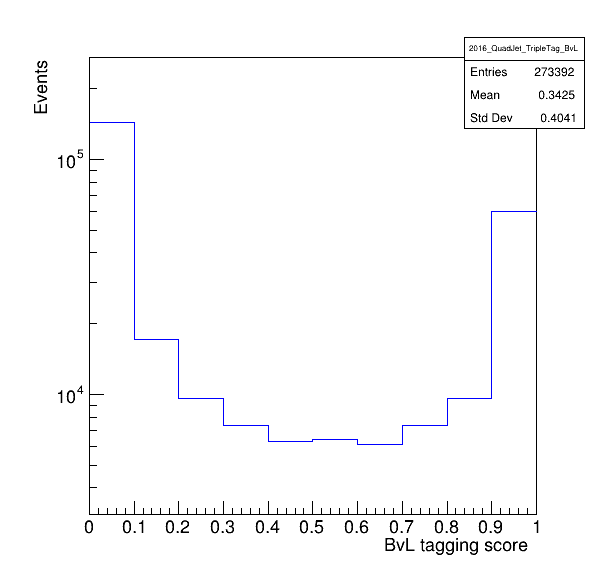 2016_QuadJet_TripleTag_BvL
Entries 273392
Mean 0.3425
Std Dev 0.4041
Events
10^5
10^4
0 0.1 0.2 0.3 0.4 0.5 0.6 0.7 0.8 0.9 1
BvL tagging score